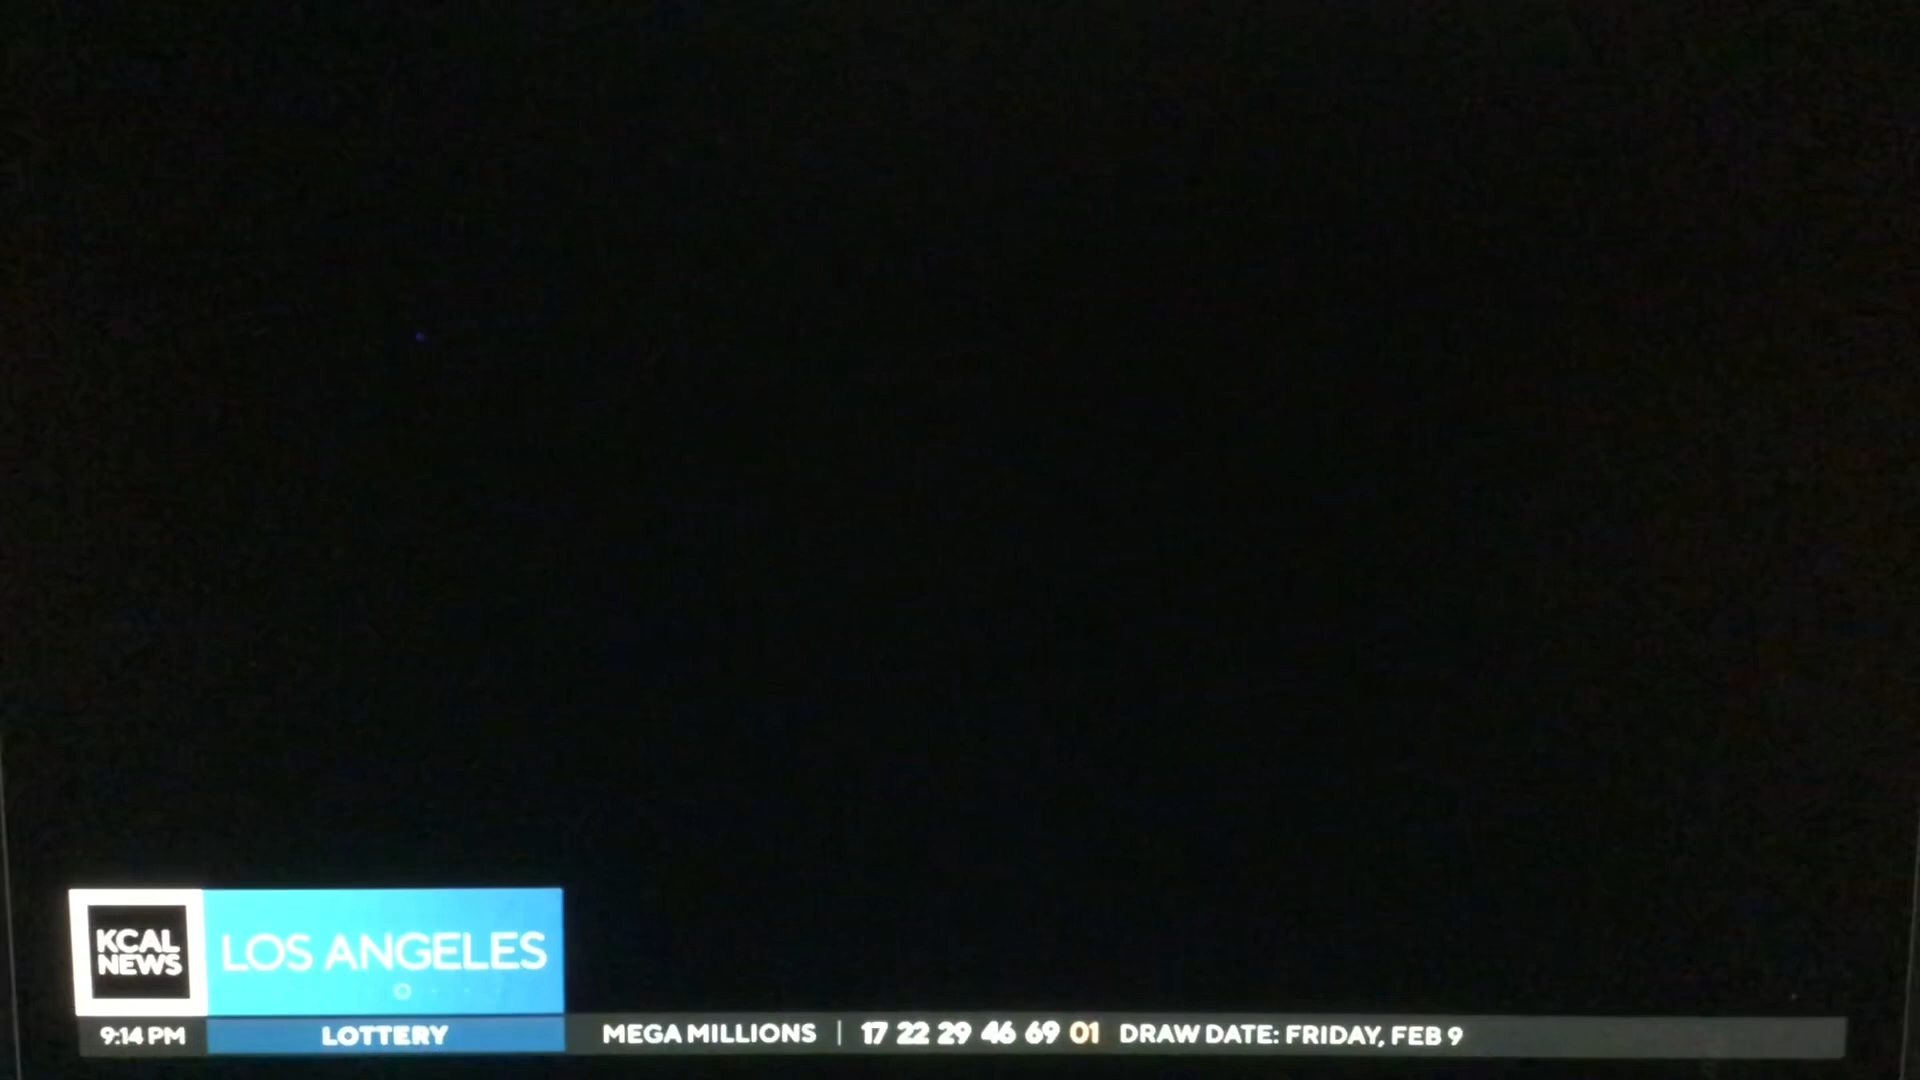 KCAL
NEWS
LOS ANGELES
9:14 PM
LOTTERY
MEGA MILLIONS | 17 22 29 46 69 01 DRAW DATE: FRIDAY, FEB 9